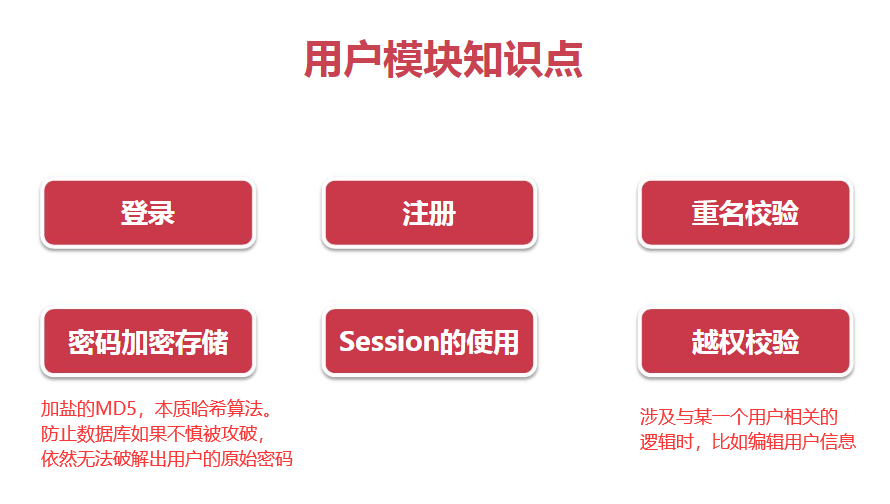 用户模块知识点
登录
注册
重名校验
密码加密存储
Session的使用
越权校验
加盐的MD5，本质哈希算法。
防止数据库如果不慎被攻破，
依然无法破解出用户的原始密码
涉及与某一个用户相关的
逻辑时，比如编辑用户信息